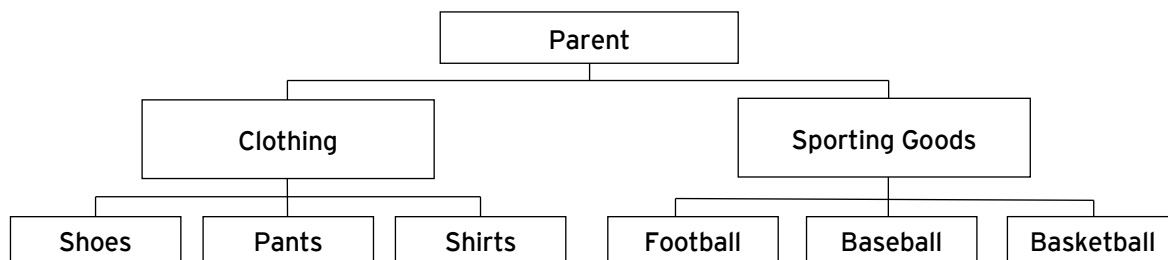 Parent
Clothing
Sporting Goods
Shoes
Pants
Shirts
Football
Baseball
Basketball